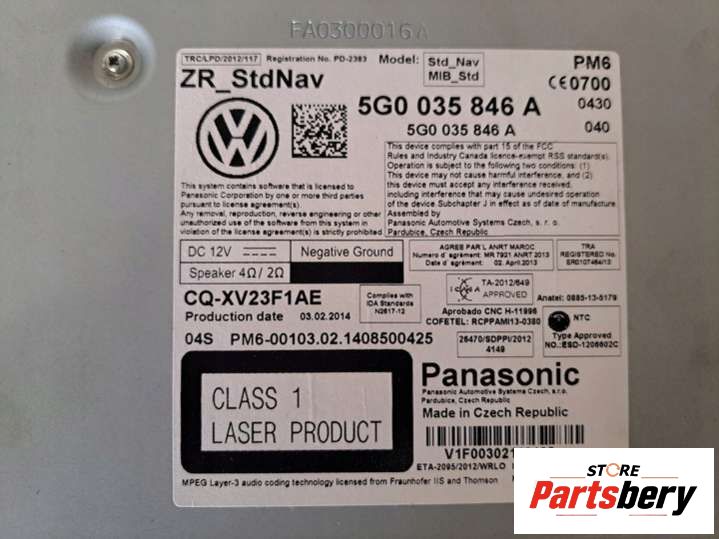 FA0300016A
TRC/LPD/2012/117 Registration No. PD-2383 Model: Std_Nav MIB_Std PM6
ZR_StdNav
CE0700
5G0 035 846 A 0430
5G0 035 846 A 040
This device complies with part 15 of the FCC
Rules and Industry Canada licence-exempt RSS standard(s).
Operation is subject to the following two conditions: (1)
This device may not cause harmful interference, and (2)
this device must accept any interference received,
including interference that may cause undesired operation
of the device.Subchapter J in effect as of date of manufacture.
Assembled by
Panasonic Automotive Systems Czech, s. r. o.
Pardubice, Czech Republic.
This system contains software that is licensed to
Panasonic Corporation by one or more third parties
pursuant to license agreement(s).
Any removal, reproduction, reverse engineering or other
unauthorized use of the software from this system in
violation of the license agreement(s) is strictly prohibited
DC 12V Negative Ground
Speaker 4Ω/2Ω
AGREE PAR L ANRT MAROC
Numero d`agrément: MR 7921 ANRT 2013
Date d`agrément: 02. April.2013
TRA
REGISTERED No.
ER0107464/13
ICASA
TA-2012/649
APPROVED
Anatel: 0885-13-5179
CQ-XV23F1AE
Complies with
IDA Standards
N2617-12
Production date 03.02.2014
Aprobado CNC H-11996
COFETEL: RCPPAMI13-0380
NTC
Type Approved
NO.:ESD-1206602C
04S PM6-00103.02.1408500425
26470/SDPPI/2012
4149
CLASS 1
LASER PRODUCT
Panasonic
Panasonic Automotive Systems Czech, s.r.o.
Pardubice, Czech Republic
Made in Czech Republic
V1F00302
ETA-2095/2012/WRLO
MPEG Layer-3 audio coding technology licensed from Fraunhofer IIS and Thomson
STORE
Partsbery